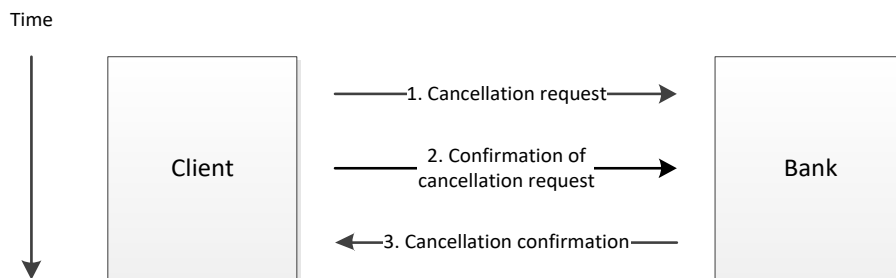 Time
1. Cancellation request
Client
2. Confirmation of
cancellation request
Bank
3. Cancellation confirmation